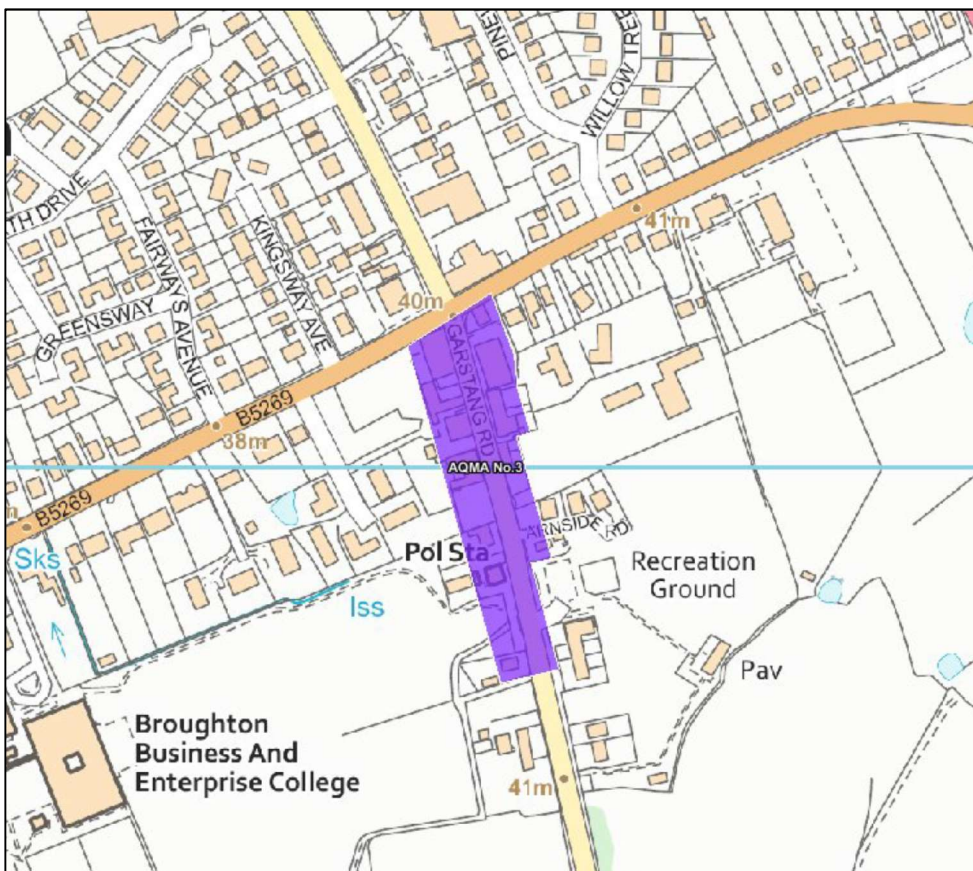 PINE
WILLOW TREE
TH DRIVE
FAIRWAYS AVENUE
KINGSWAY AVE
GREENSWAY
41m
40m
GARSTANG RD
B5269
38m
AQMA No.3
B5269
Sks
ARNSIDE RD
Pol Sta
Recreation
Ground
Iss
Pav
Broughton
Business And
Enterprise College
41m